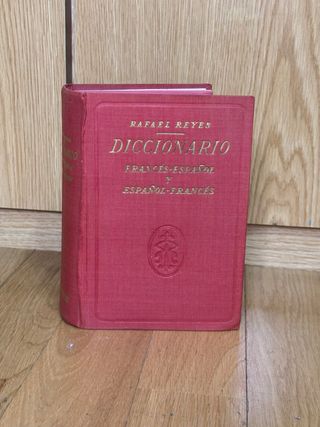 RAFAEL REYES
DICCIONARIO
FRANCÉS-ESPAÑOL
Y
ESPAÑOL-FRANCÉS